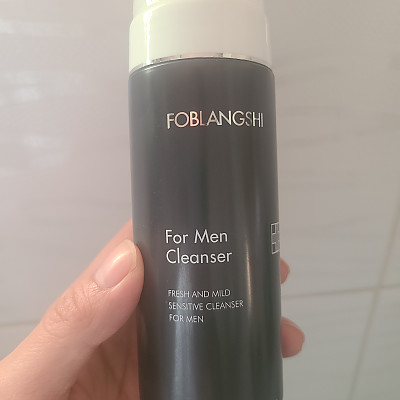 FOBLANGSHI
For Men
Cleanser
FRESH AND MILD
SENSITIVE CLEANSER
FOR MEN